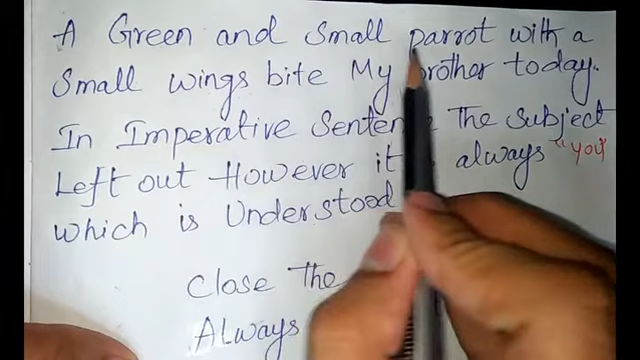 A Green and Small parrot with a
Small wings bite My brother today.
In Imperative Sentence The Subject
Left out However it always "you"
which is Understood
Close The
Always